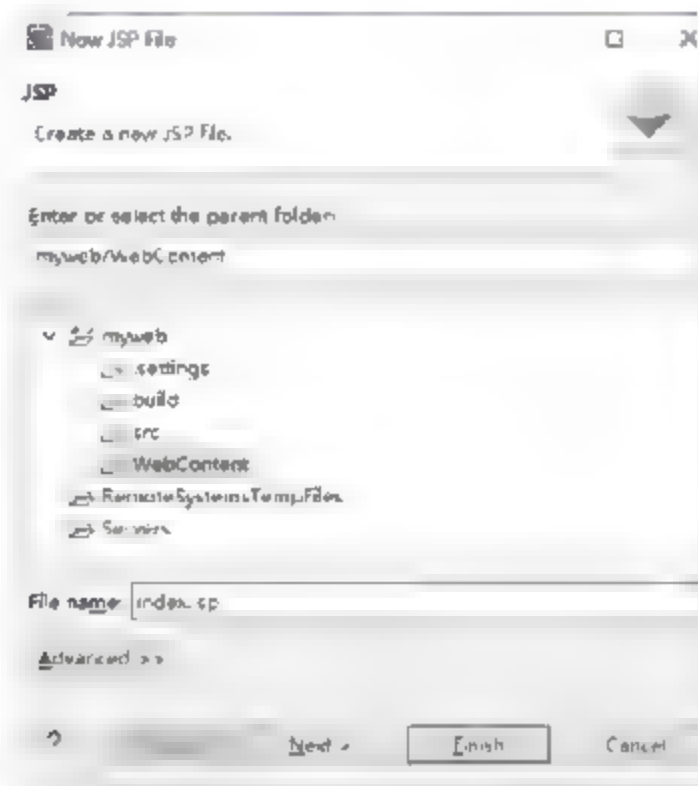 New JSP File
JSP
Create a new JSP File.
Enter or select the parent folder:
myweb/WebContent
myweb
.settings
build
src
WebContent
RemoteSystemsTempFiles
Servers
File name: index.jsp
Advanced >>
? Next > Finish Cancel